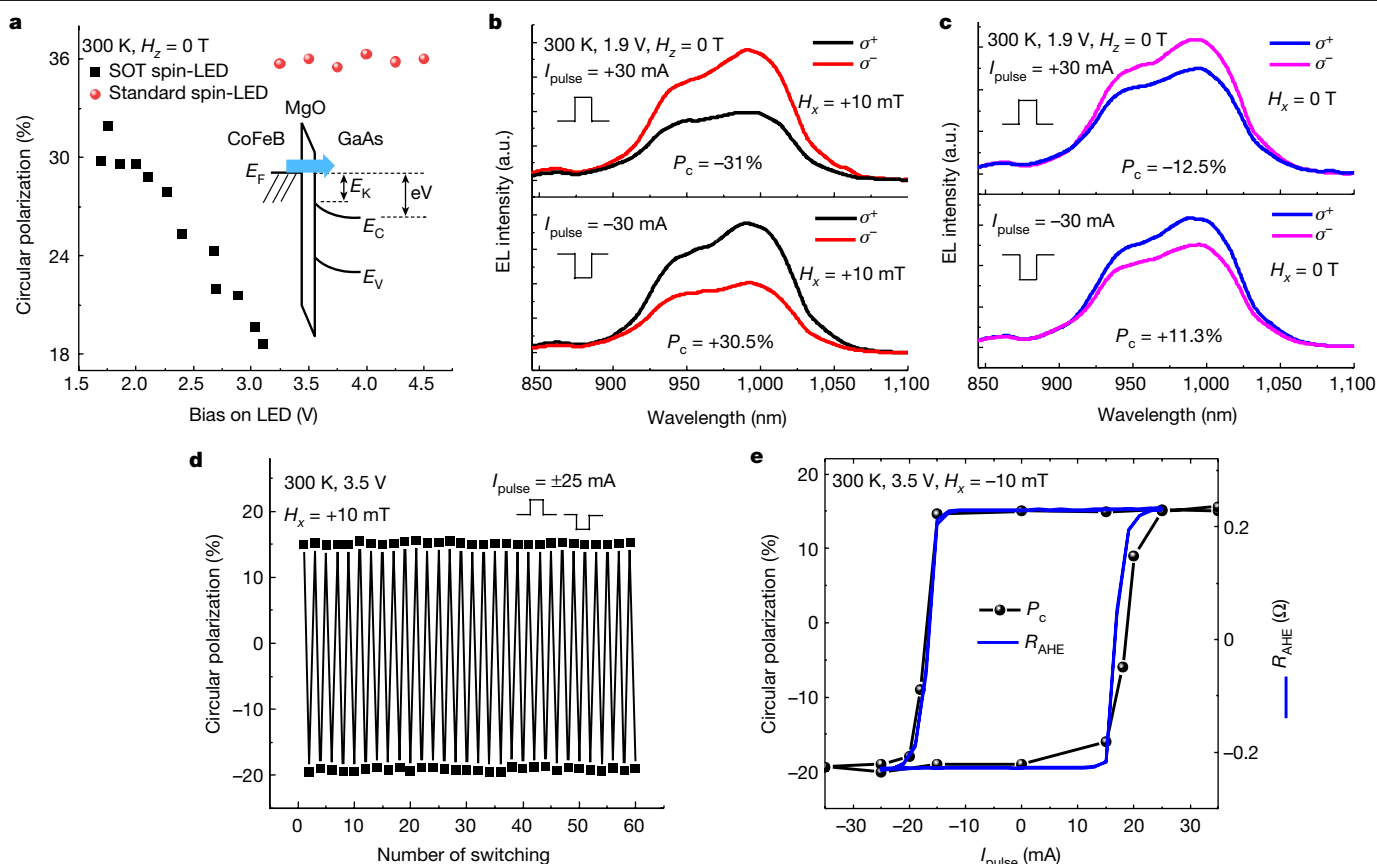 a
300 K, H_z = 0 T
SOT spin-LED
Standard spin-LED
MgO
CoFeB
GaAs
E_F
E_K
eV
E_C
E_V
36
30
24
18
1.5 2.0 2.5 3.0 3.5 4.0 4.5
Circular polarization (%)
Bias on LED (V)
b
300 K, 1.9 V, H_z = 0 T
I_pulse = +30 mA
σ+
σ−
H_x = +10 mT
P_c = −31%
I_pulse = −30 mA
σ+
σ−
H_x = +10 mT
P_c = +30.5%
EL intensity (a.u.)
850 900 950 1,000 1,050 1,100
Wavelength (nm)
c
300 K, 1.9 V, H_z = 0 T
I_pulse = +30 mA
σ+
σ−
H_x = 0 T
P_c = −12.5%
I_pulse = −30 mA
σ+
σ−
H_x = 0 T
P_c = +11.3%
EL intensity (a.u.)
850 900 950 1,000 1,050 1,100
Wavelength (nm)
d
300 K, 3.5 V
I_pulse = ±25 mA
H_x = +10 mT
20
10
0
−10
−20
0 10 20 30 40 50 60
Circular polarization (%)
Number of switching
e
300 K, 3.5 V, H_x = −10 mT
P_c
R_AHE
20
15
10
5
0
−5
−10
−15
−20
0.2
0
−0.2
−30 −20 −10 0 10 20 30
Circular polarization (%)
R_AHE (Ω)
I_pulse (mA)